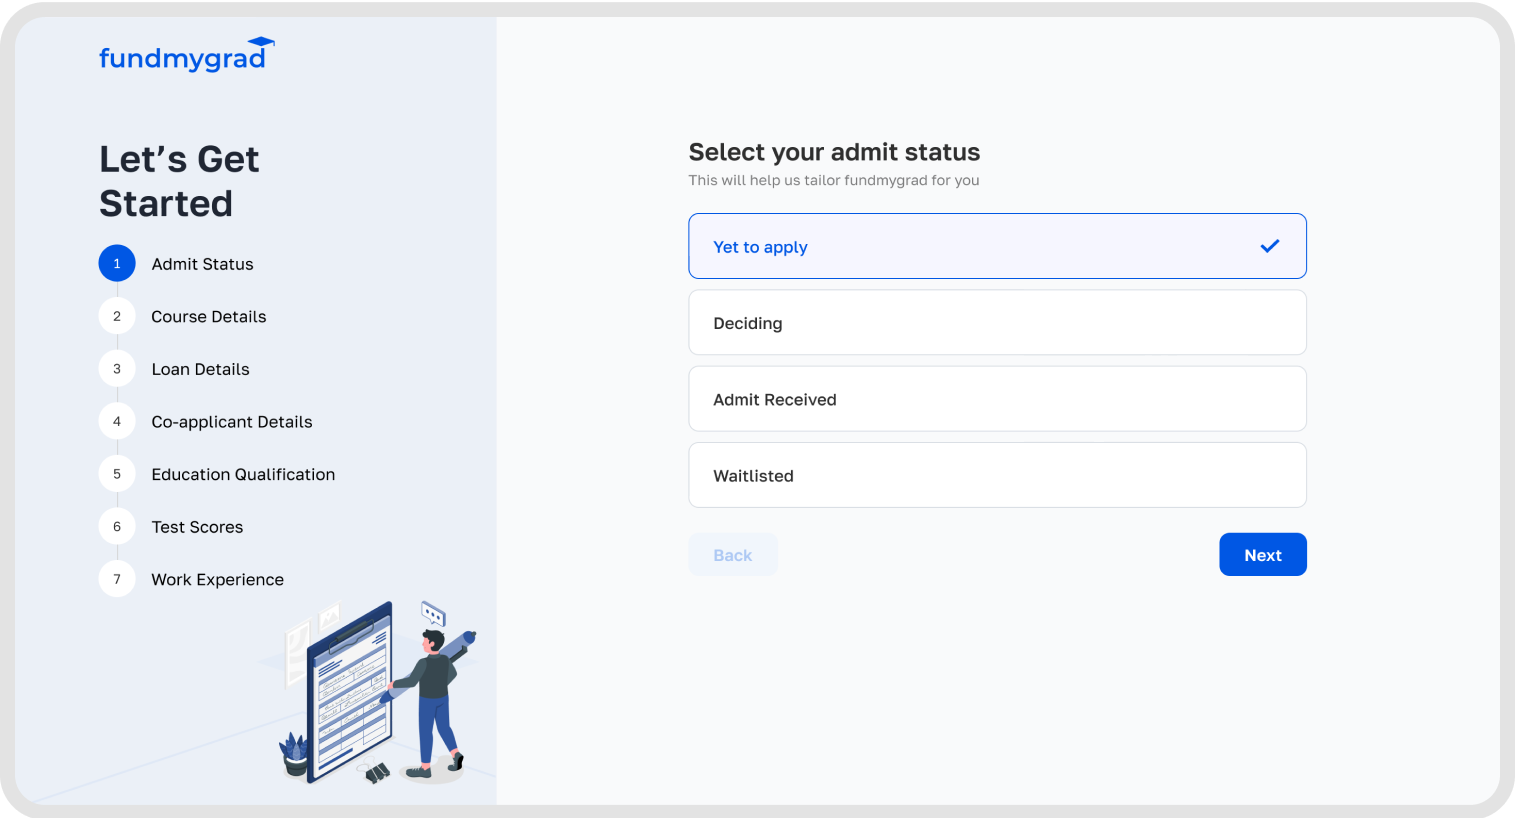 fundmygrad
Let’s Get
Started
1 Admit Status
2 Course Details
3 Loan Details
4 Co-applicant Details
5 Education Qualification
6 Test Scores
7 Work Experience
Select your admit status
This will help us tailor fundmygrad for you
Yet to apply
Deciding
Admit Received
Waitlisted
Back
Next